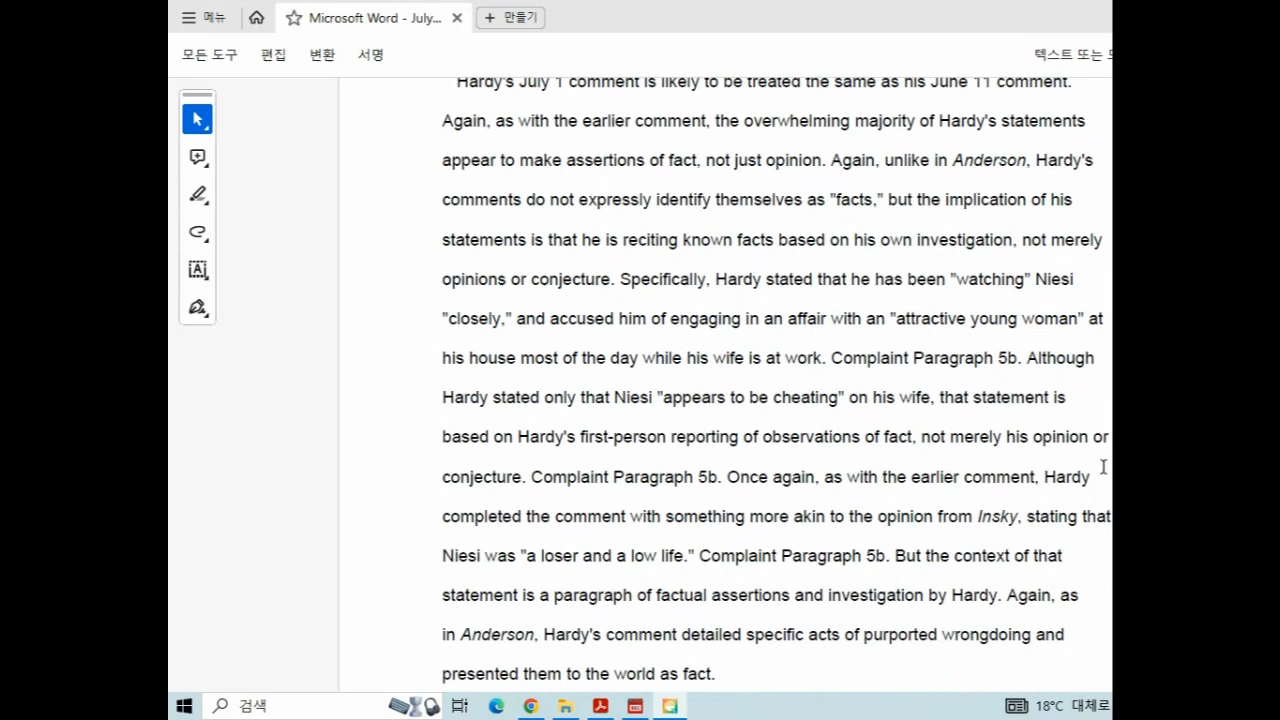 메뉴
Microsoft Word - July...
만들기
모든 도구 편집 변환 서명
텍스트 또는
Hardy's July 1 comment is likely to be treated the same as his June 11 comment.
Again, as with the earlier comment, the overwhelming majority of Hardy's statements
appear to make assertions of fact, not just opinion. Again, unlike in Anderson, Hardy's
comments do not expressly identify themselves as "facts," but the implication of his
statements is that he is reciting known facts based on his own investigation, not merely
opinions or conjecture. Specifically, Hardy stated that he has been "watching" Niesi
"closely," and accused him of engaging in an affair with an "attractive young woman" at
his house most of the day while his wife is at work. Complaint Paragraph 5b. Although
Hardy stated only that Niesi "appears to be cheating" on his wife, that statement is
based on Hardy's first-person reporting of observations of fact, not merely his opinion or
conjecture. Complaint Paragraph 5b. Once again, as with the earlier comment, Hardy
completed the comment with something more akin to the opinion from Insky, stating that
Niesi was "a loser and a low life." Complaint Paragraph 5b. But the context of that
statement is a paragraph of factual assertions and investigation by Hardy. Again, as
in Anderson, Hardy's comment detailed specific acts of purported wrongdoing and
presented them to the world as fact.
검색
18°C 대체로